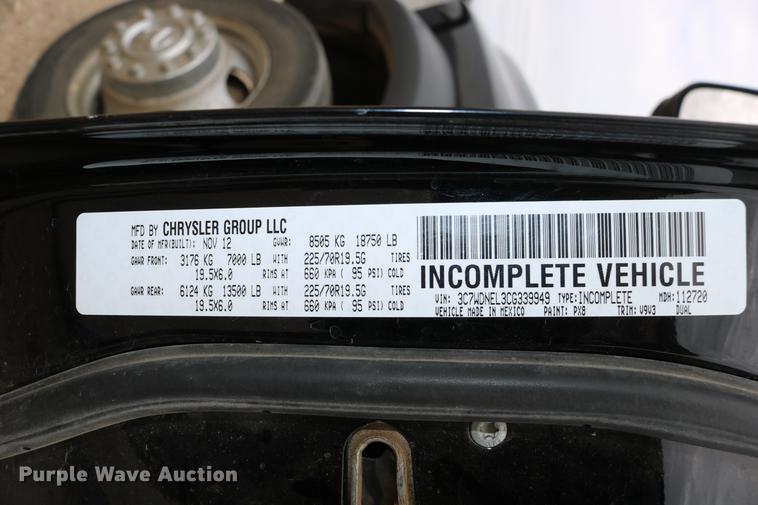 MFD BY CHRYSLER GROUP LLC
DATE OF MFR(BUILT): NOV 12 GVWR: 8505 KG 18750 LB
GAWR FRONT: 3176 KG 7000 LB WITH 225/70R19.5G TIRES
19.5X6.0 RIMS AT 660 KPA ( 95 PSI) COLD
GAWR REAR: 6124 KG 13500 LB WITH 225/70R19.5G TIRES
19.5X6.0 RIMS AT 660 KPA ( 95 PSI) COLD
INCOMPLETE VEHICLE
VIN: 3C7WDNEL3CG339949 TYPE:INCOMPLETE MDH:112720
VEHICLE MADE IN MEXICO PAINT: PX8 TRIM: V9V3 DUAL
Purple Wave Auction